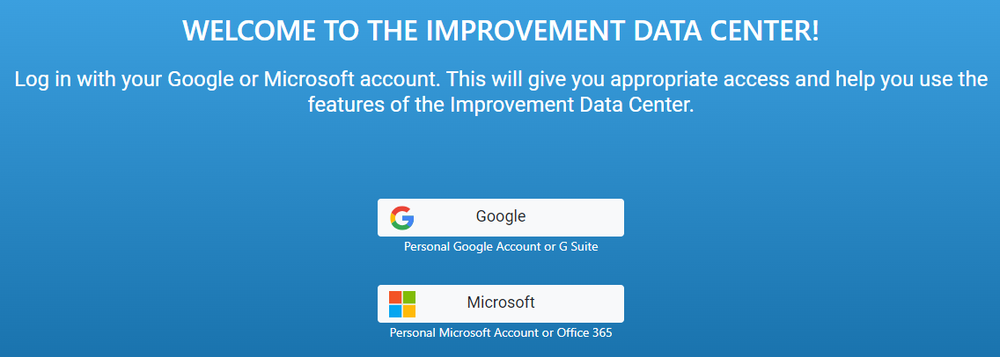 WELCOME TO THE IMPROVEMENT DATA CENTER!
Log in with your Google or Microsoft account. This will give you appropriate access and help you use the
features of the Improvement Data Center.
Google
Personal Google Account or G Suite
Microsoft
Personal Microsoft Account or Office 365